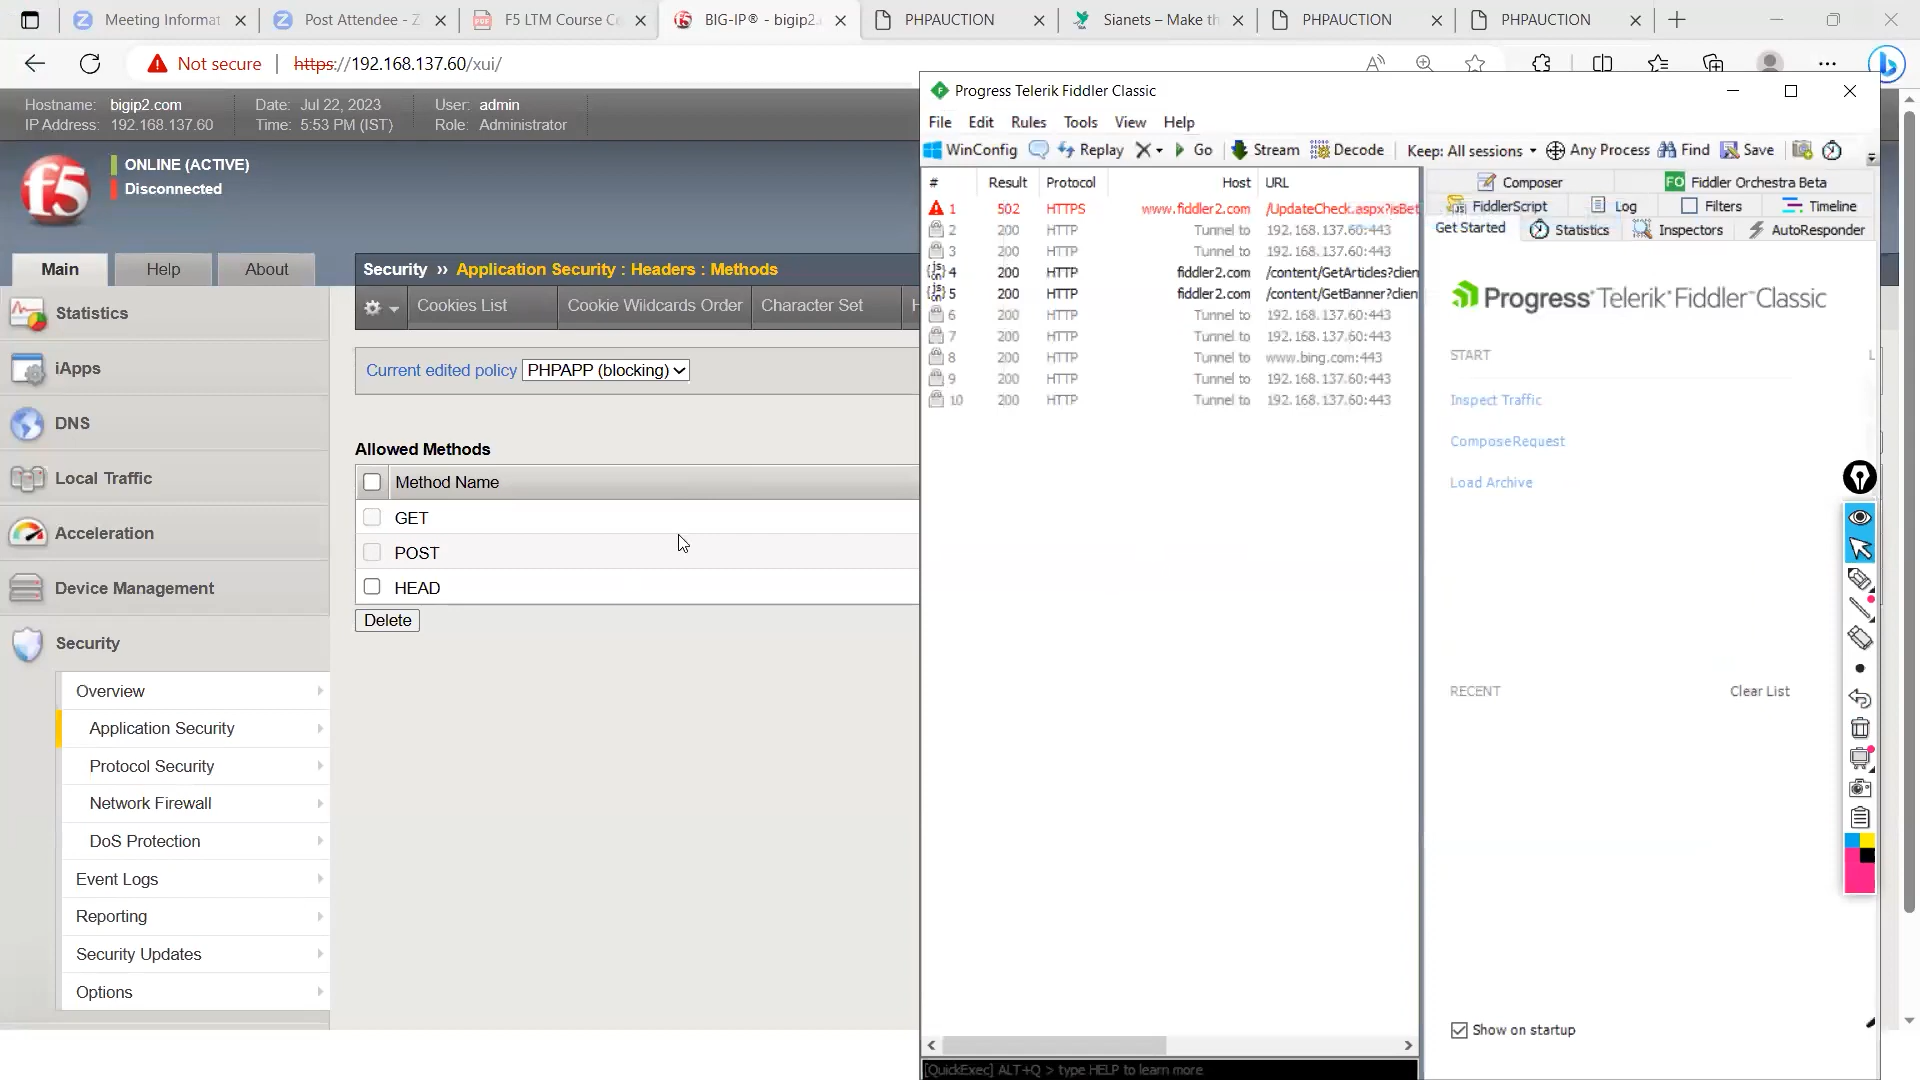 Meeting Informat
Post Attendee - Z
F5 LTM Course Co
BIG-IP® - bigip2.
PHPAUCTION
Sianets – Make th
PHPAUCTION
PHPAUCTION
Not secure
https://192.168.137.60/xui/
Hostname: bigip2.com
IP Address: 192.168.137.60
Date: Jul 22, 2023
Time: 5:53 PM (IST)
User: admin
Role: Administrator
f5
ONLINE (ACTIVE)
Disconnected
Main
Help
About
Statistics
iApps
DNS
Local Traffic
Acceleration
Device Management
Security
Overview
Application Security
Protocol Security
Network Firewall
DoS Protection
Event Logs
Reporting
Security Updates
Options
Security ›› Application Security : Headers : Methods
Cookies List
Cookie Wildcards Order
Character Set
H
Current edited policy PHPAPP (blocking)
Allowed Methods
Method Name
GET
POST
HEAD
Delete
Progress Telerik Fiddler Classic
File Edit Rules Tools View Help
WinConfig Replay Go Stream Decode Keep: All sessions Any Process Find Save
# Result Protocol Host URL
1 502 HTTPS www.fiddler2.com /UpdateCheck.aspx?isBet
2 200 HTTP Tunnel to 192.168.137.60:443
3 200 HTTP Tunnel to 192.168.137.60:443
4 200 HTTP fiddler2.com /content/GetArticles?clien
5 200 HTTP fiddler2.com /content/GetBanner?clien
6 200 HTTP Tunnel to 192.168.137.60:443
7 200 HTTP Tunnel to 192.168.137.60:443
8 200 HTTP Tunnel to www.bing.com:443
9 200 HTTP Tunnel to 192.168.137.60:443
10 200 HTTP Tunnel to 192.168.137.60:443
[QuickExec] ALT+Q > type HELP to learn more
Composer
FO Fiddler Orchestra Beta
FiddlerScript
Log
Filters
Timeline
Get Started
Statistics
Inspectors
AutoResponder
Progress Telerik Fiddler Classic
START
L
Inspect Traffic
Compose Request
Load Archive
RECENT
Clear List
Show on startup